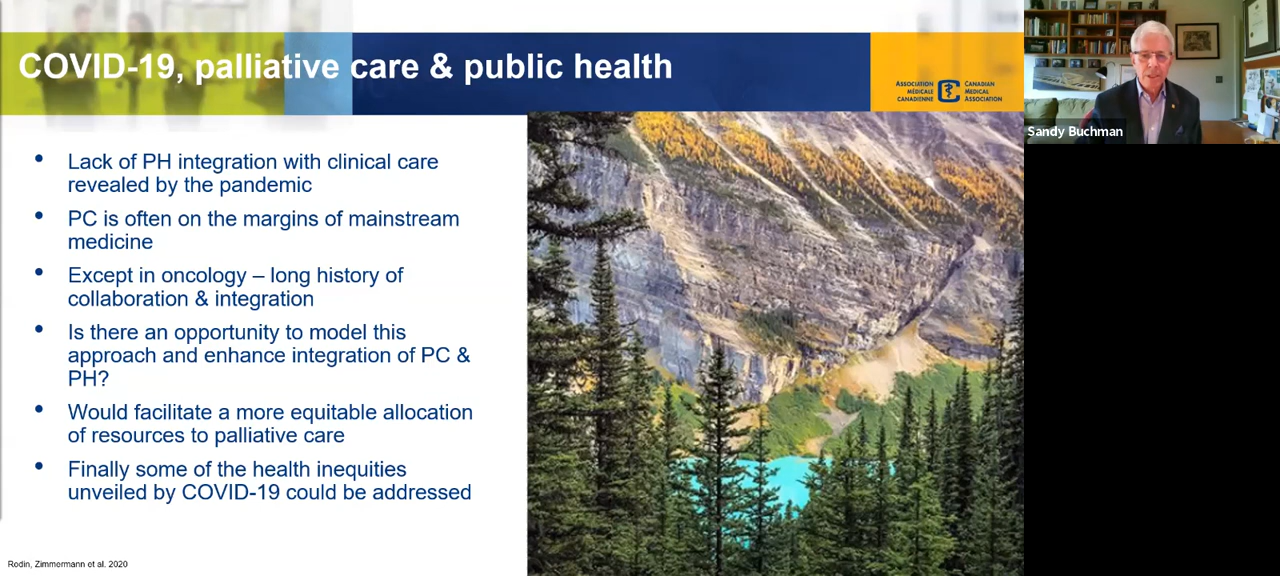 COVID-19, palliative care & public health
ASSOCIATION
MÉDICALE
CANADIENNE
CANADIAN
MEDICAL
ASSOCIATION
Sandy Buchman
• Lack of PH integration with clinical care
revealed by the pandemic
• PC is often on the margins of mainstream
medicine
• Except in oncology – long history of
collaboration & integration
• Is there an opportunity to model this
approach and enhance integration of PC &
PH?
• Would facilitate a more equitable allocation
of resources to palliative care
• Finally some of the health inequities
unveiled by COVID-19 could be addressed
Rodin, Zimmermann et al. 2020